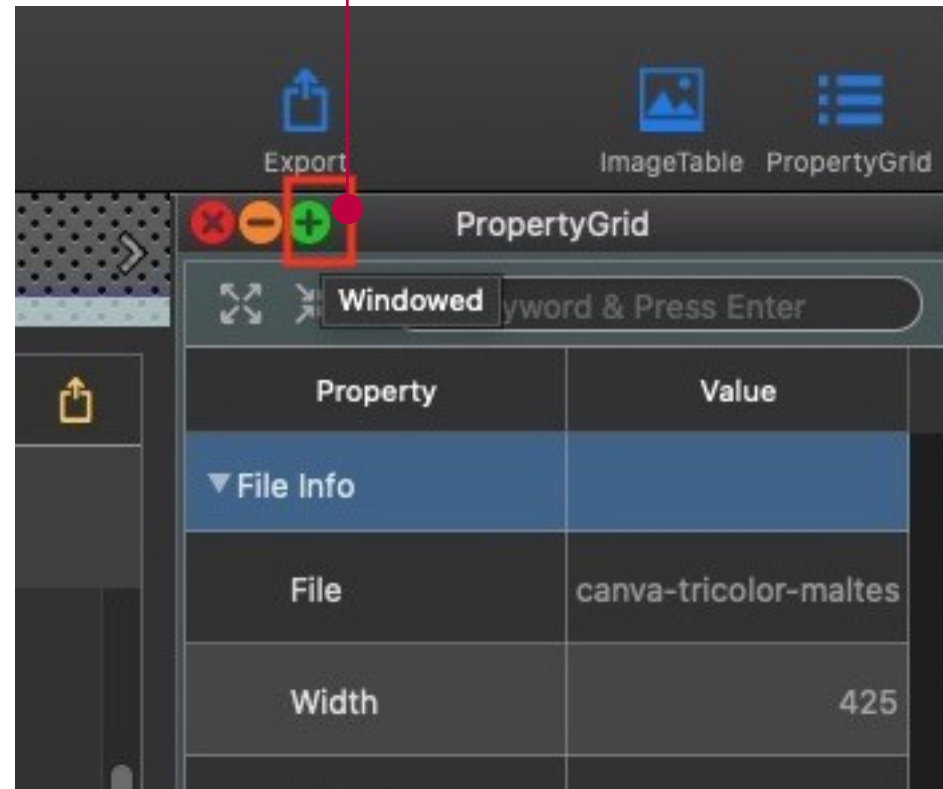 Export
ImageTable PropertyGrid
PropertyGrid
Windowed yword & Press Enter
Property Value
File Info
File canva-tricolor-maltes
Width 425